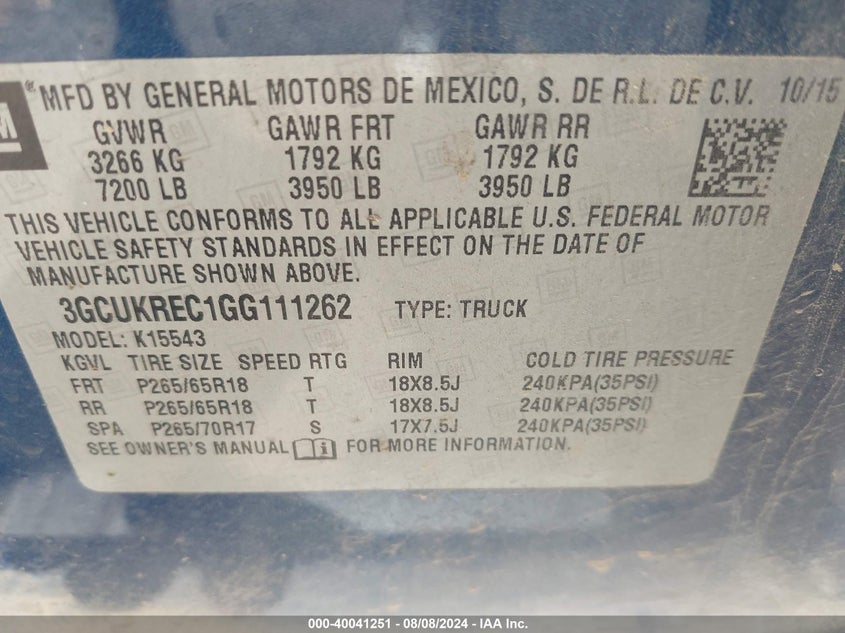 GM
® MFD BY GENERAL MOTORS DE MEXICO, S. DE R.L. DE C.V. 10/15
GVWR GAWR FRT GAWR RR
3266 KG 1792 KG 1792 KG
7200 LB 3950 LB 3950 LB
THIS VEHICLE CONFORMS TO ALL APPLICABLE U.S. FEDERAL MOTOR
VEHICLE SAFETY STANDARDS IN EFFECT ON THE DATE OF
MANUFACTURE SHOWN ABOVE.
3GCUKREC1GG111262 TYPE: TRUCK
MODEL: K15543
KGVL TIRE SIZE SPEED RTG RIM COLD TIRE PRESSURE
FRT P265/65R18 T 18X8.5J 240KPA(35PSI)
RR P265/65R18 T 18X8.5J 240KPA(35PSI)
SPA P265/70R17 S 17X7.5J 240KPA(35PSI)
SEE OWNER'S MANUAL i FOR MORE INFORMATION.
000-40041251 - 08/08/2024 - IAA Inc.